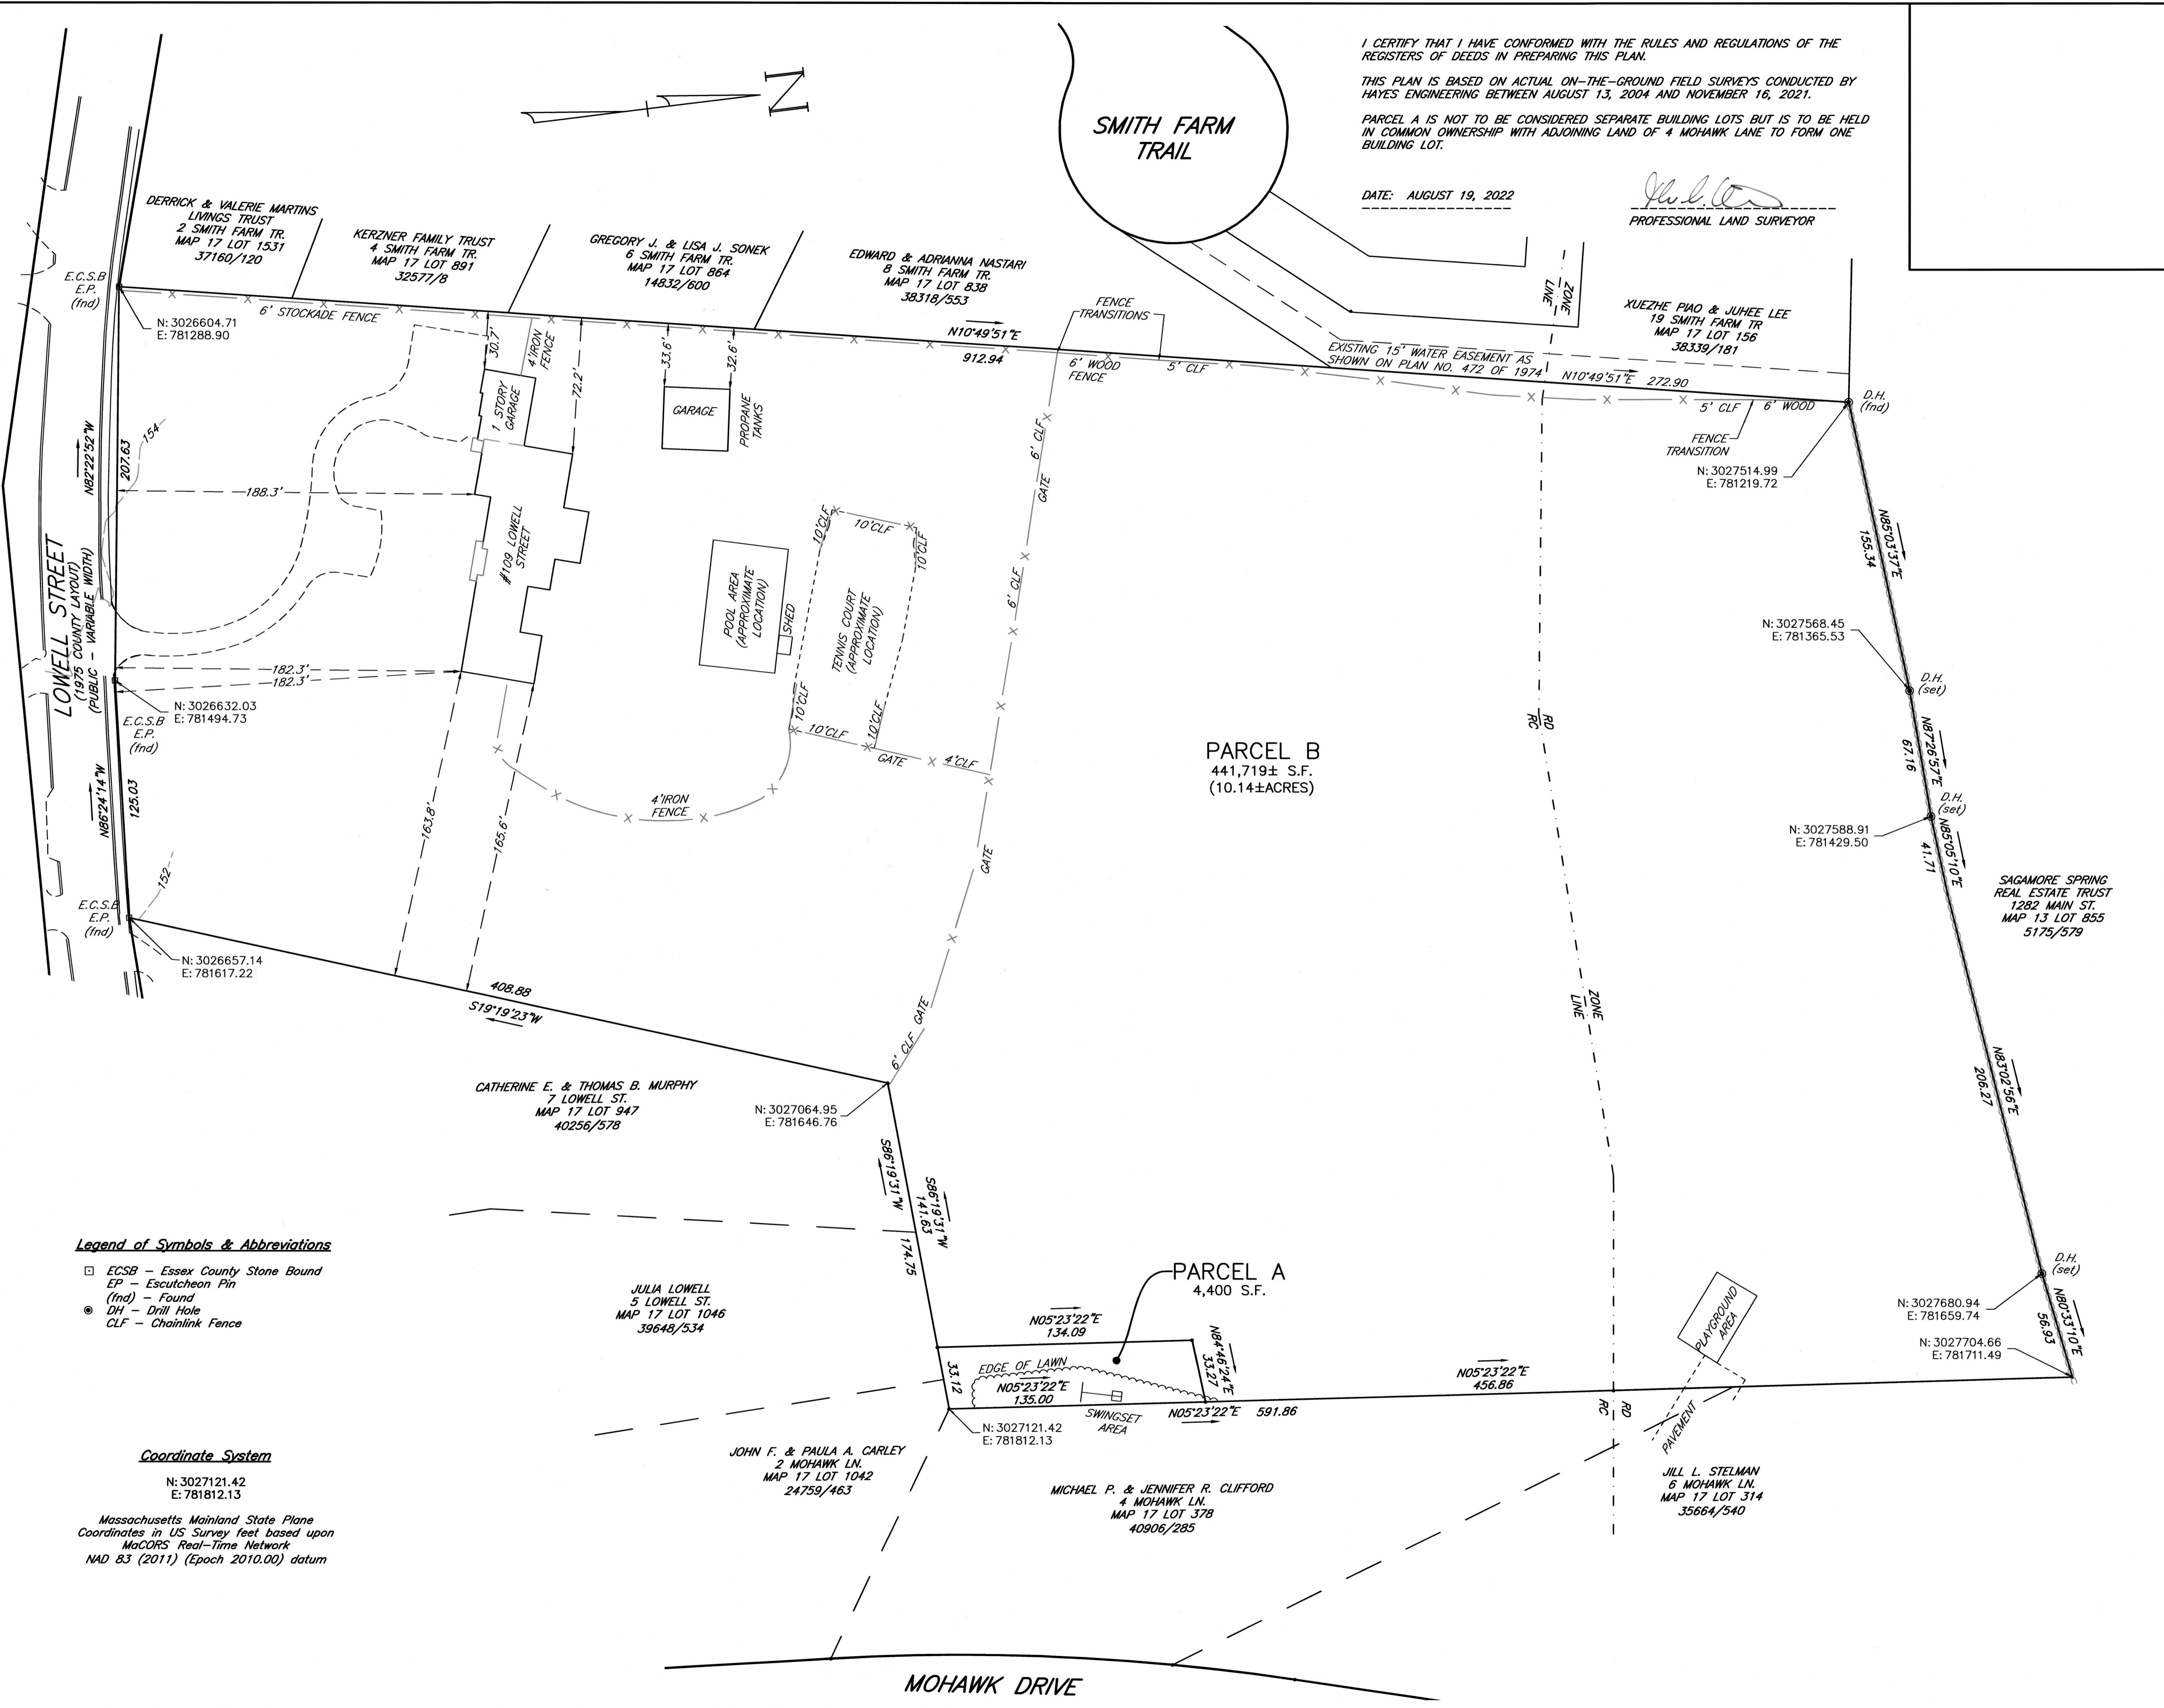 I CERTIFY THAT I HAVE CONFORMED WITH THE RULES AND REGULATIONS OF THE
REGISTERS OF DEEDS IN PREPARING THIS PLAN.
THIS PLAN IS BASED ON ACTUAL ON-THE-GROUND FIELD SURVEYS CONDUCTED BY
HAYES ENGINEERING BETWEEN AUGUST 13, 2004 AND NOVEMBER 16, 2021.
PARCEL A IS NOT TO BE CONSIDERED SEPARATE BUILDING LOTS BUT IS TO BE HELD
IN COMMON OWNERSHIP WITH ADJOINING LAND OF 4 MOHAWK LANE TO FORM ONE
BUILDING LOT.
DATE: AUGUST 19, 2022
PROFESSIONAL LAND SURVEYOR
N
SMITH FARM
TRAIL
DERRICK & VALERIE MARTINS
LIVINGS TRUST
2 SMITH FARM TR.
MAP 17 LOT 1531
37160/120
KERZNER FAMILY TRUST
4 SMITH FARM TR.
MAP 17 LOT 891
32577/8
GREGORY J. & LISA J. SONEK
6 SMITH FARM TR.
MAP 17 LOT 864
14832/600
EDWARD & ADRIANNA NASTARI
8 SMITH FARM TR.
MAP 17 LOT 838
38318/553
ZONE
LINE
XUEZHE PIAO & JUHEE LEE
19 SMITH FARM TR
MAP 17 LOT 156
38339/181
E.C.S.B
E.P.
(fnd)
N: 3026604.71
E: 781288.90
6' STOCKADE FENCE
30.7'
4'IRON
FENCE
72.2'
33.6'
32.6'
N10°49'51"E
912.94
FENCE
TRANSITIONS
6' WOOD
FENCE
5' CLF
EXISTING 15' WATER EASEMENT AS
SHOWN ON PLAN NO. 472 OF 1974
N10°49'51"E 272.90
5' CLF
6' WOOD
D.H.
(fnd)
FENCE
TRANSITION
N: 3027514.99
E: 781219.72
1 STORY
GARAGE
GARAGE
PROPANE
TANKS
6' CLF
GATE
6' CLF
GATE
6' CLF GATE
LOWELL STREET
(1975 COUNTY LAYOUT)
(PUBLIC - VARIABLE WIDTH)
N82°22'52"W
207.63
154
188.3'
#109 LOWELL
STREET
182.3'
182.3'
N: 3026632.03
E: 781494.73
E.C.S.B
E.P.
(fnd)
N86°24'14"W
125.03
152
E.C.S.B
E.P.
(fnd)
N: 3026657.14
E: 781617.22
163.8'
165.6'
POOL AREA
(APPROXIMATE
LOCATION)
SHED
10'CLF
10'CLF
10'CLF
TENNIS COURT
(APPROXIMATE
LOCATION)
10'CLF
10'CLF
10'CLF
GATE
4'CLF
4'IRON
FENCE
PARCEL B
441,719± S.F.
(10.14±ACRES)
RD
RC
ZONE
LINE
N85°03'37"E
155.34
N: 3027568.45
E: 781365.53
D.H.
(set)
N87°26'57"E
67.16
D.H.
(set)
N: 3027588.91
E: 781429.50
N85°05'10"E
41.71
SAGAMORE SPRING
REAL ESTATE TRUST
1282 MAIN ST.
MAP 13 LOT 855
5175/579
N83°02'56"E
206.27
D.H.
(set)
N: 3027680.94
E: 781659.74
N80°33'10"E
56.93
N: 3027704.66
E: 781711.49
408.88
S19°19'23"W
CATHERINE E. & THOMAS B. MURPHY
7 LOWELL ST.
MAP 17 LOT 947
40256/578
N: 3027064.95
E: 781646.76
S86°19'31"W
174.75
S86°19'31"W
141.63
JULIA LOWELL
5 LOWELL ST.
MAP 17 LOT 1046
39648/534
PARCEL A
4,400 S.F.
N05°23'22"E
134.09
N84°46'24"E
33.27
33.12
EDGE OF LAWN
N05°23'22"E
135.00
SWINGSET
AREA
N05°23'22"E 591.86
N05°23'22"E
456.86
N: 3027121.42
E: 781812.13
PLAYGROUND
AREA
PAVEMENT
RD
RC
JOHN F. & PAULA A. CARLEY
2 MOHAWK LN.
MAP 17 LOT 1042
24759/463
MICHAEL P. & JENNIFER R. CLIFFORD
4 MOHAWK LN.
MAP 17 LOT 378
40906/285
JILL L. STELMAN
6 MOHAWK LN.
MAP 17 LOT 314
35664/540
MOHAWK DRIVE
Legend of Symbols & Abbreviations
ECSB - Essex County Stone Bound
EP - Escutcheon Pin
(fnd) - Found
DH - Drill Hole
CLF - Chainlink Fence
Coordinate System
N: 3027121.42
E: 781812.13
Massachusetts Mainland State Plane
Coordinates in US Survey feet based upon
MaCORS Real-Time Network
NAD 83 (2011) (Epoch 2010.00) datum